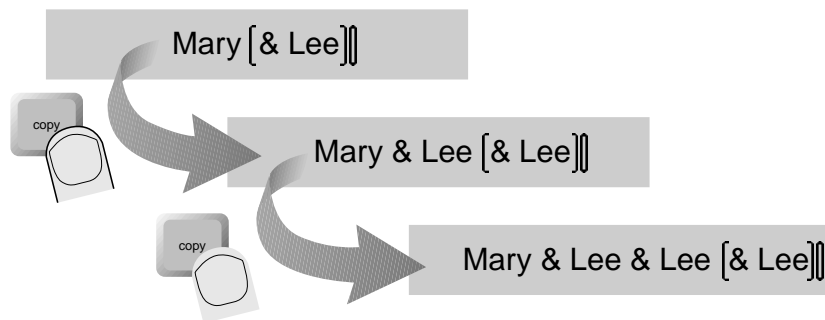 Mary [& Lee]
copy
Mary & Lee [& Lee]
copy
Mary & Lee & Lee [& Lee]